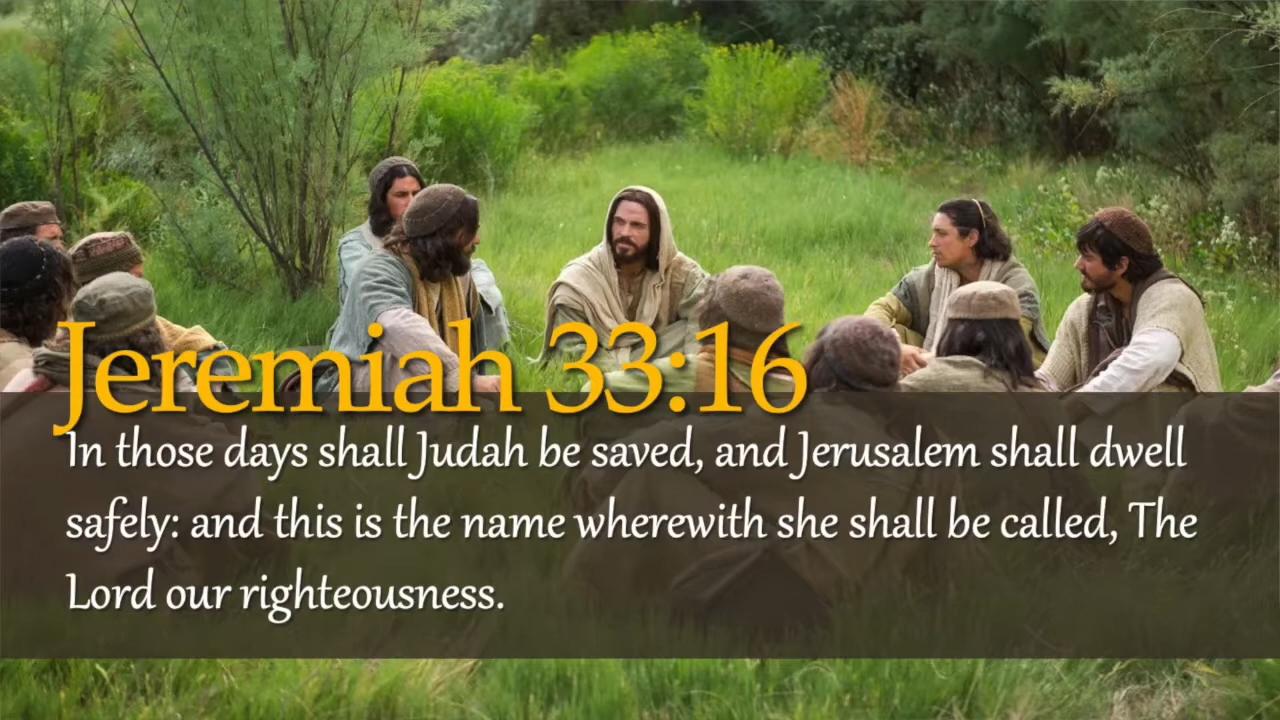 Jeremiah 33:16
In those days shall Judah be saved, and Jerusalem shall dwell
safely: and this is the name wherewith she shall be called, The
Lord our righteousness.